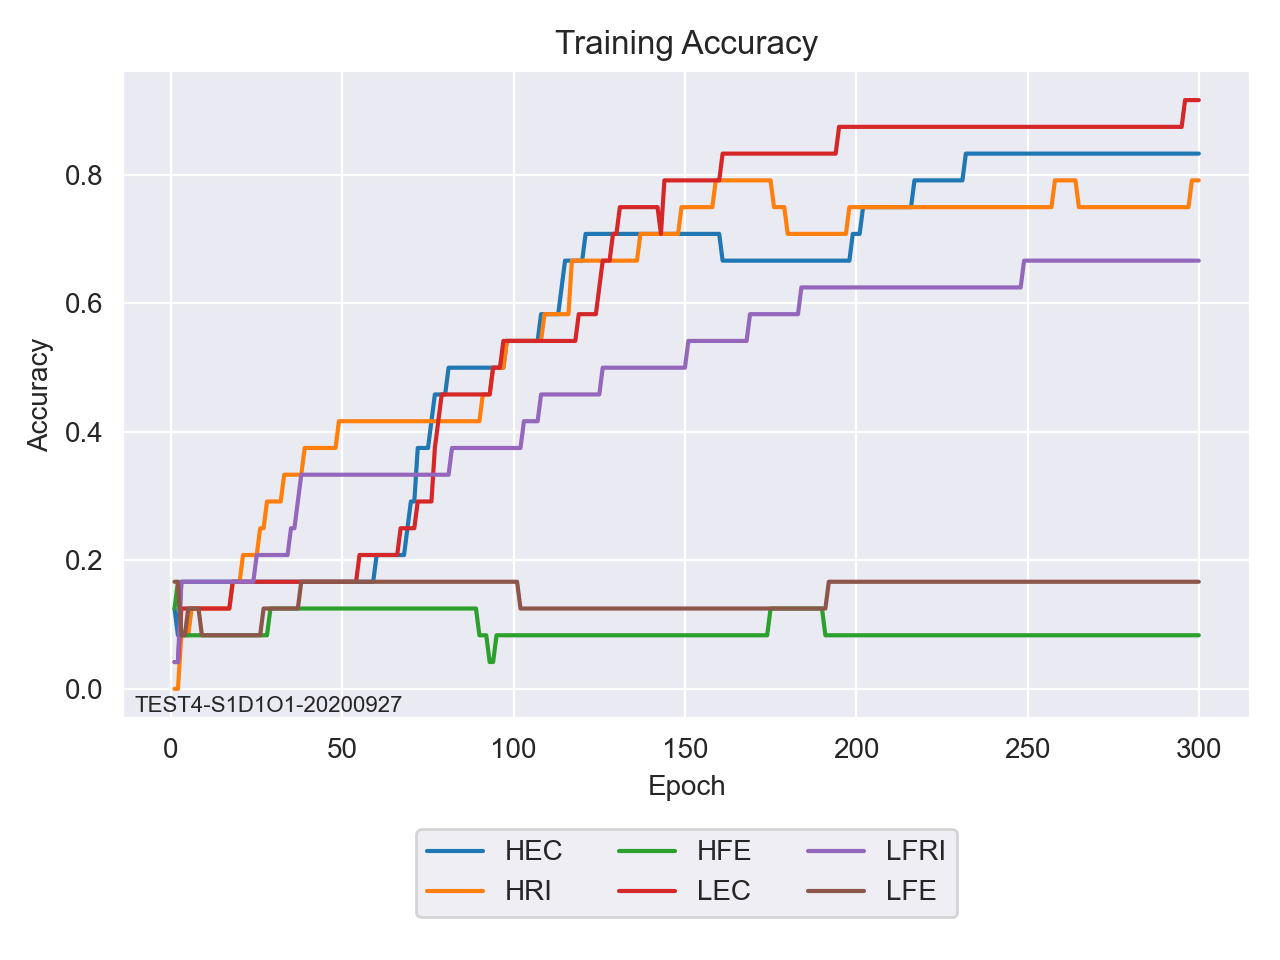 Training Accuracy
Accuracy
0.8
0.6
0.4
0.2
0.0
TEST4-S1D1O1-20200927
0 50 100 150 200 250 300
Epoch
HEC HFE LFRI
HRI LEC LFE